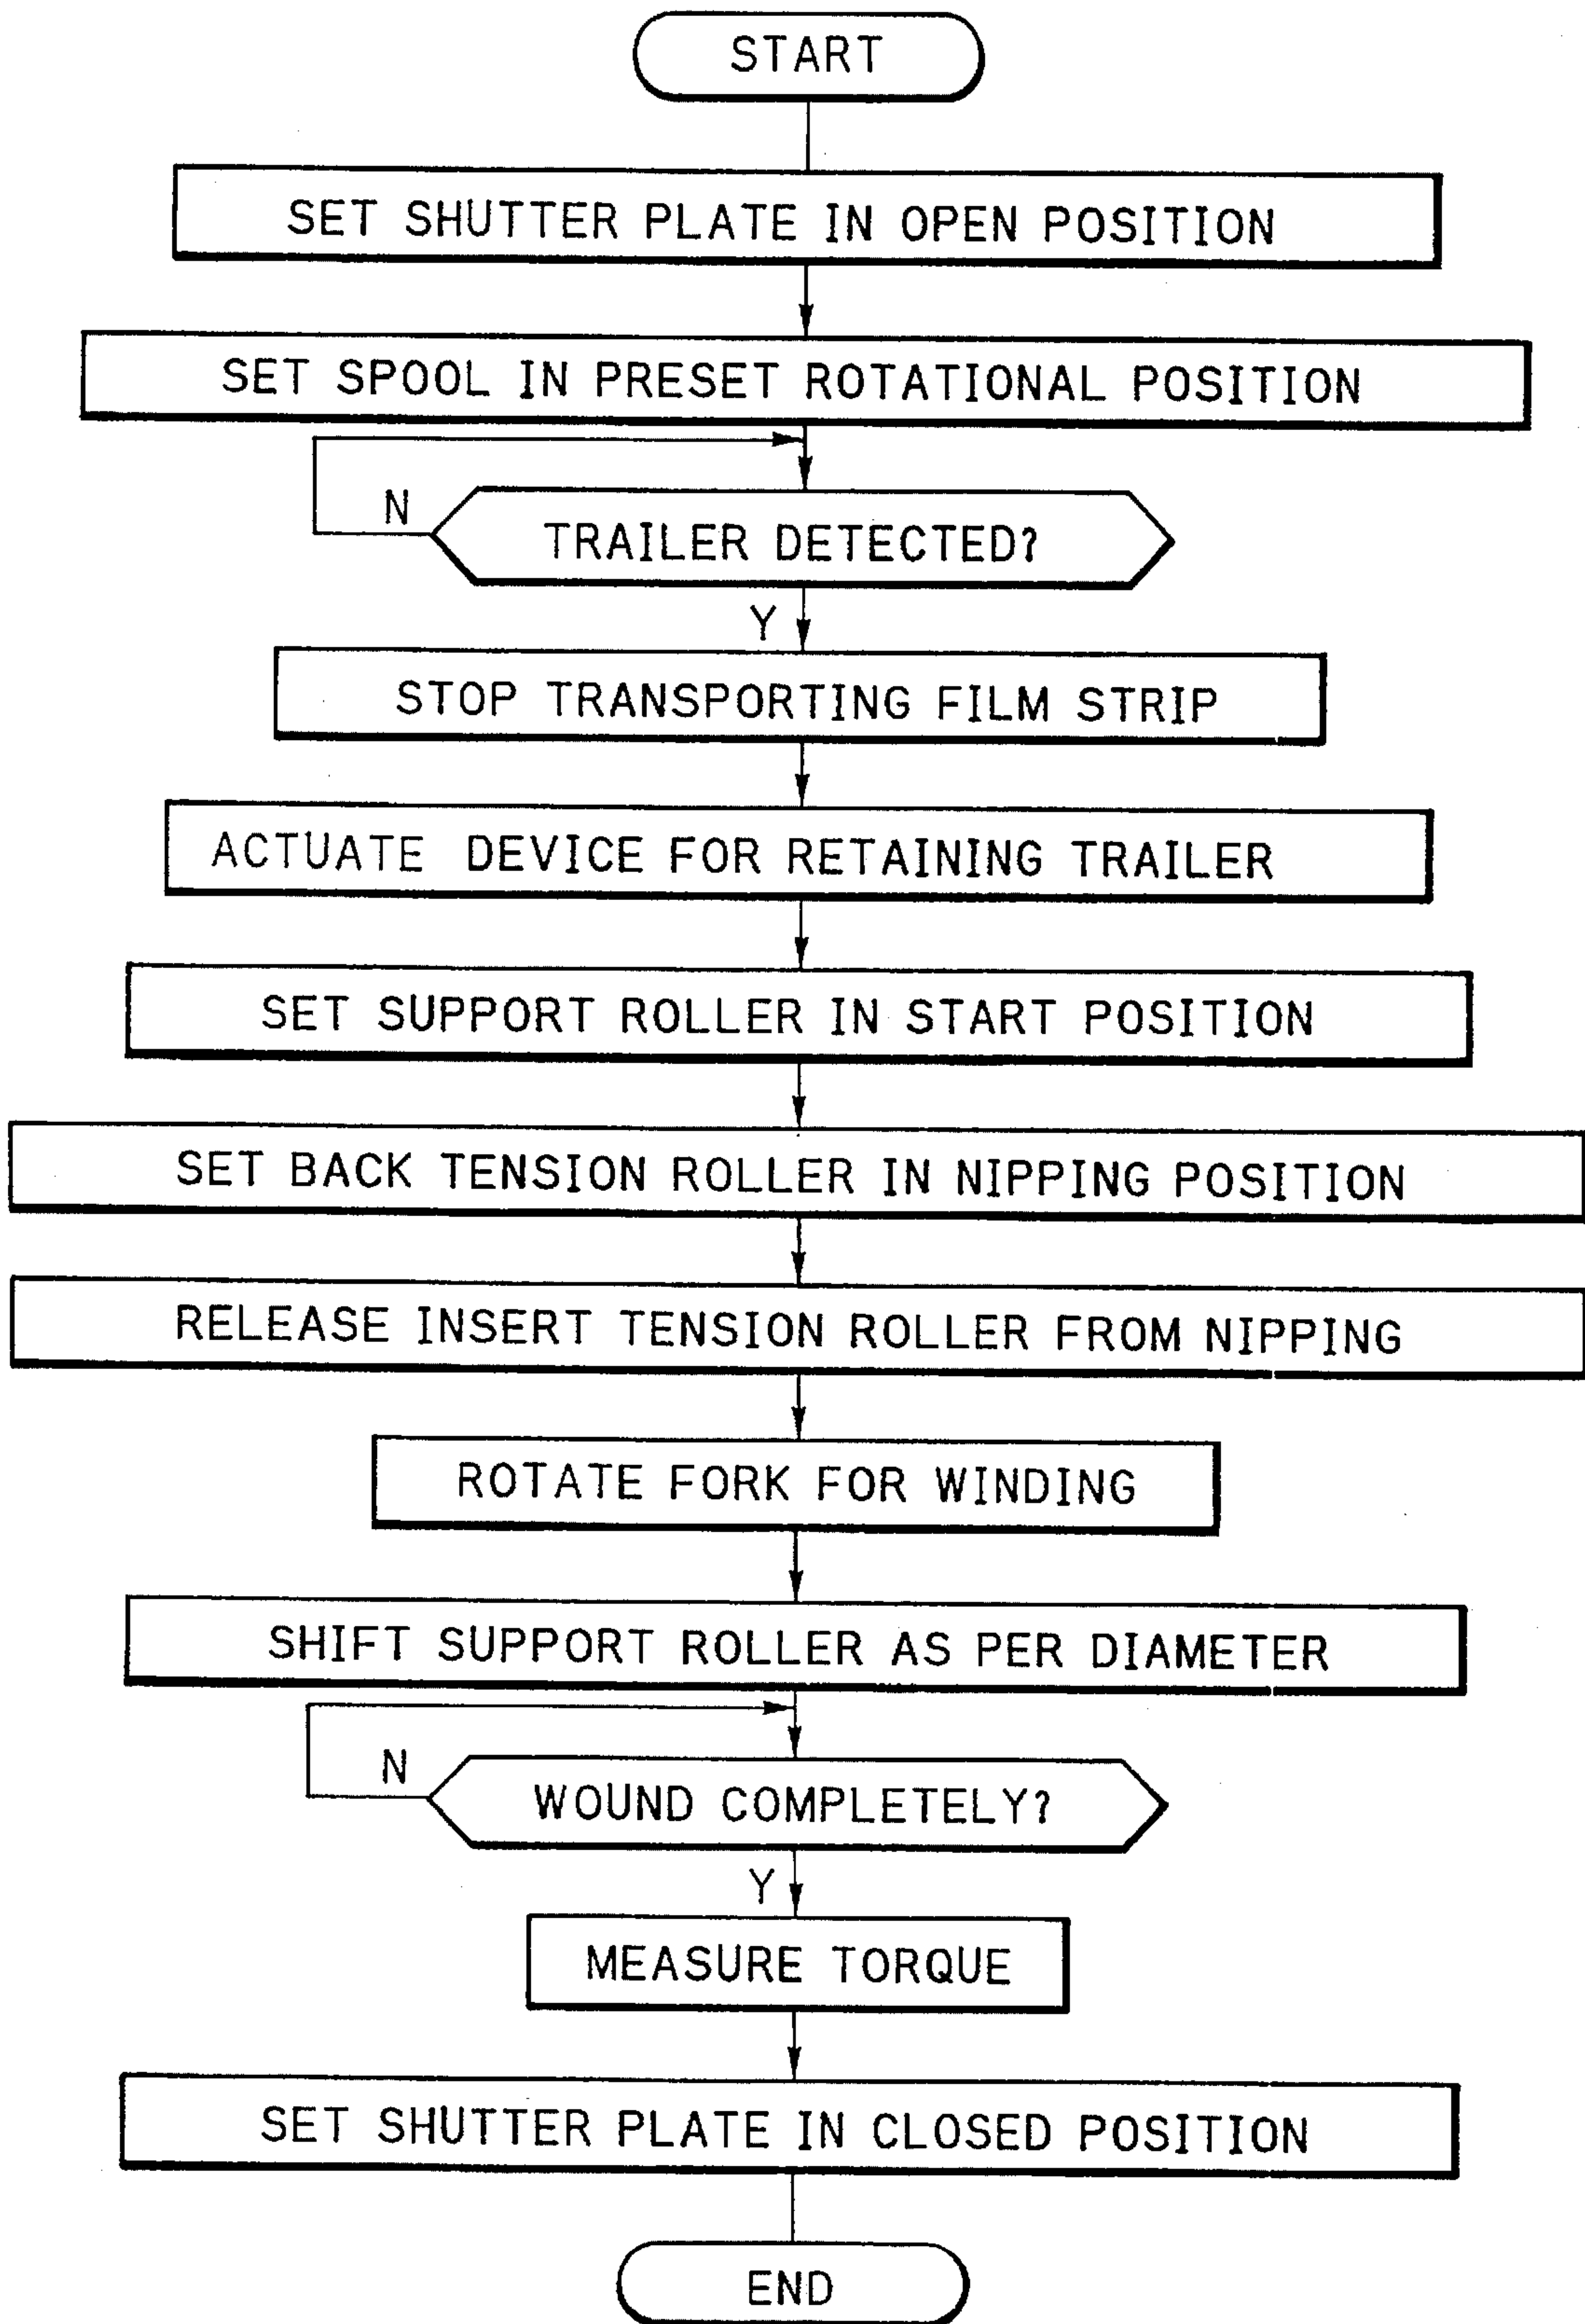 START
SET SHUTTER PLATE IN OPEN POSITION
SET SPOOL IN PRESET ROTATIONAL POSITION
N
TRAILER DETECTED?
Y
STOP TRANSPORTING FILM STRIP
ACTUATE DEVICE FOR RETAINING TRAILER
SET SUPPORT ROLLER IN START POSITION
SET BACK TENSION ROLLER IN NIPPING POSITION
RELEASE INSERT TENSION ROLLER FROM NIPPING
ROTATE FORK FOR WINDING
SHIFT SUPPORT ROLLER AS PER DIAMETER
N
WOUND COMPLETELY?
Y
MEASURE TORQUE
SET SHUTTER PLATE IN CLOSED POSITION
END